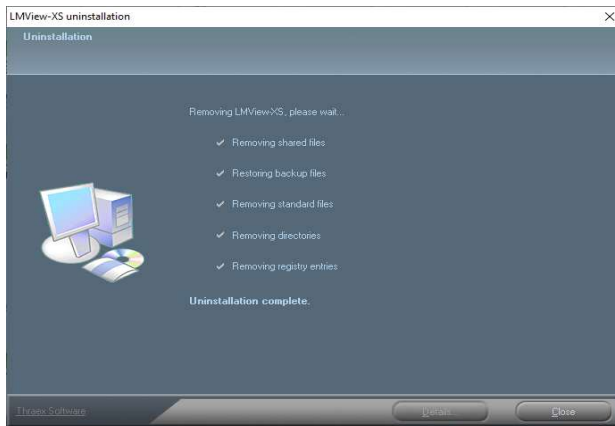 LMView-XS uninstallation
Uninstallation
Removing LMView-XS, please wait...
Removing shared files
Restoring backup files
Removing standard files
Removing directories
Removing registry entries
Uninstallation complete.
Thraex Software
Details...
Close